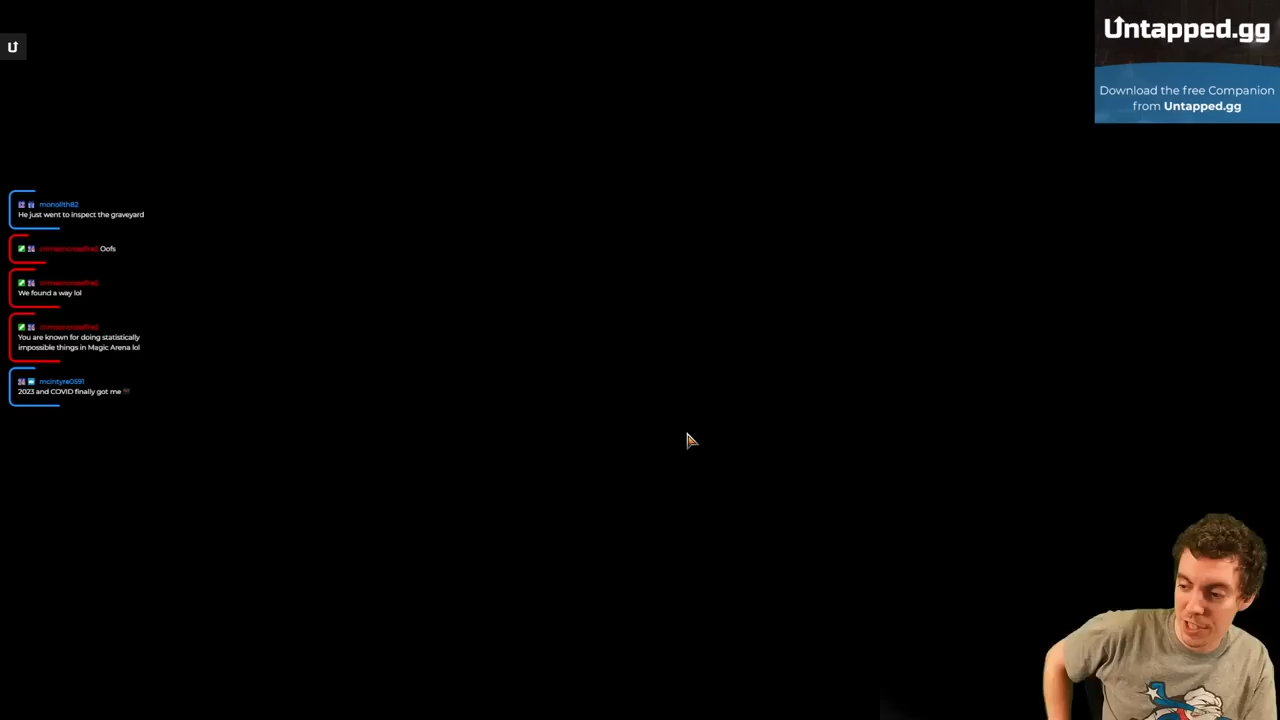 Untapped.gg
Download the free Companion
from Untapped.gg
monolith82
He just went to inspect the graveyard
Oofs
We found a way lol
You are known for doing statistically
impossible things in Magic Arena lol
mcintyre0591
2023 and COVID finally got me